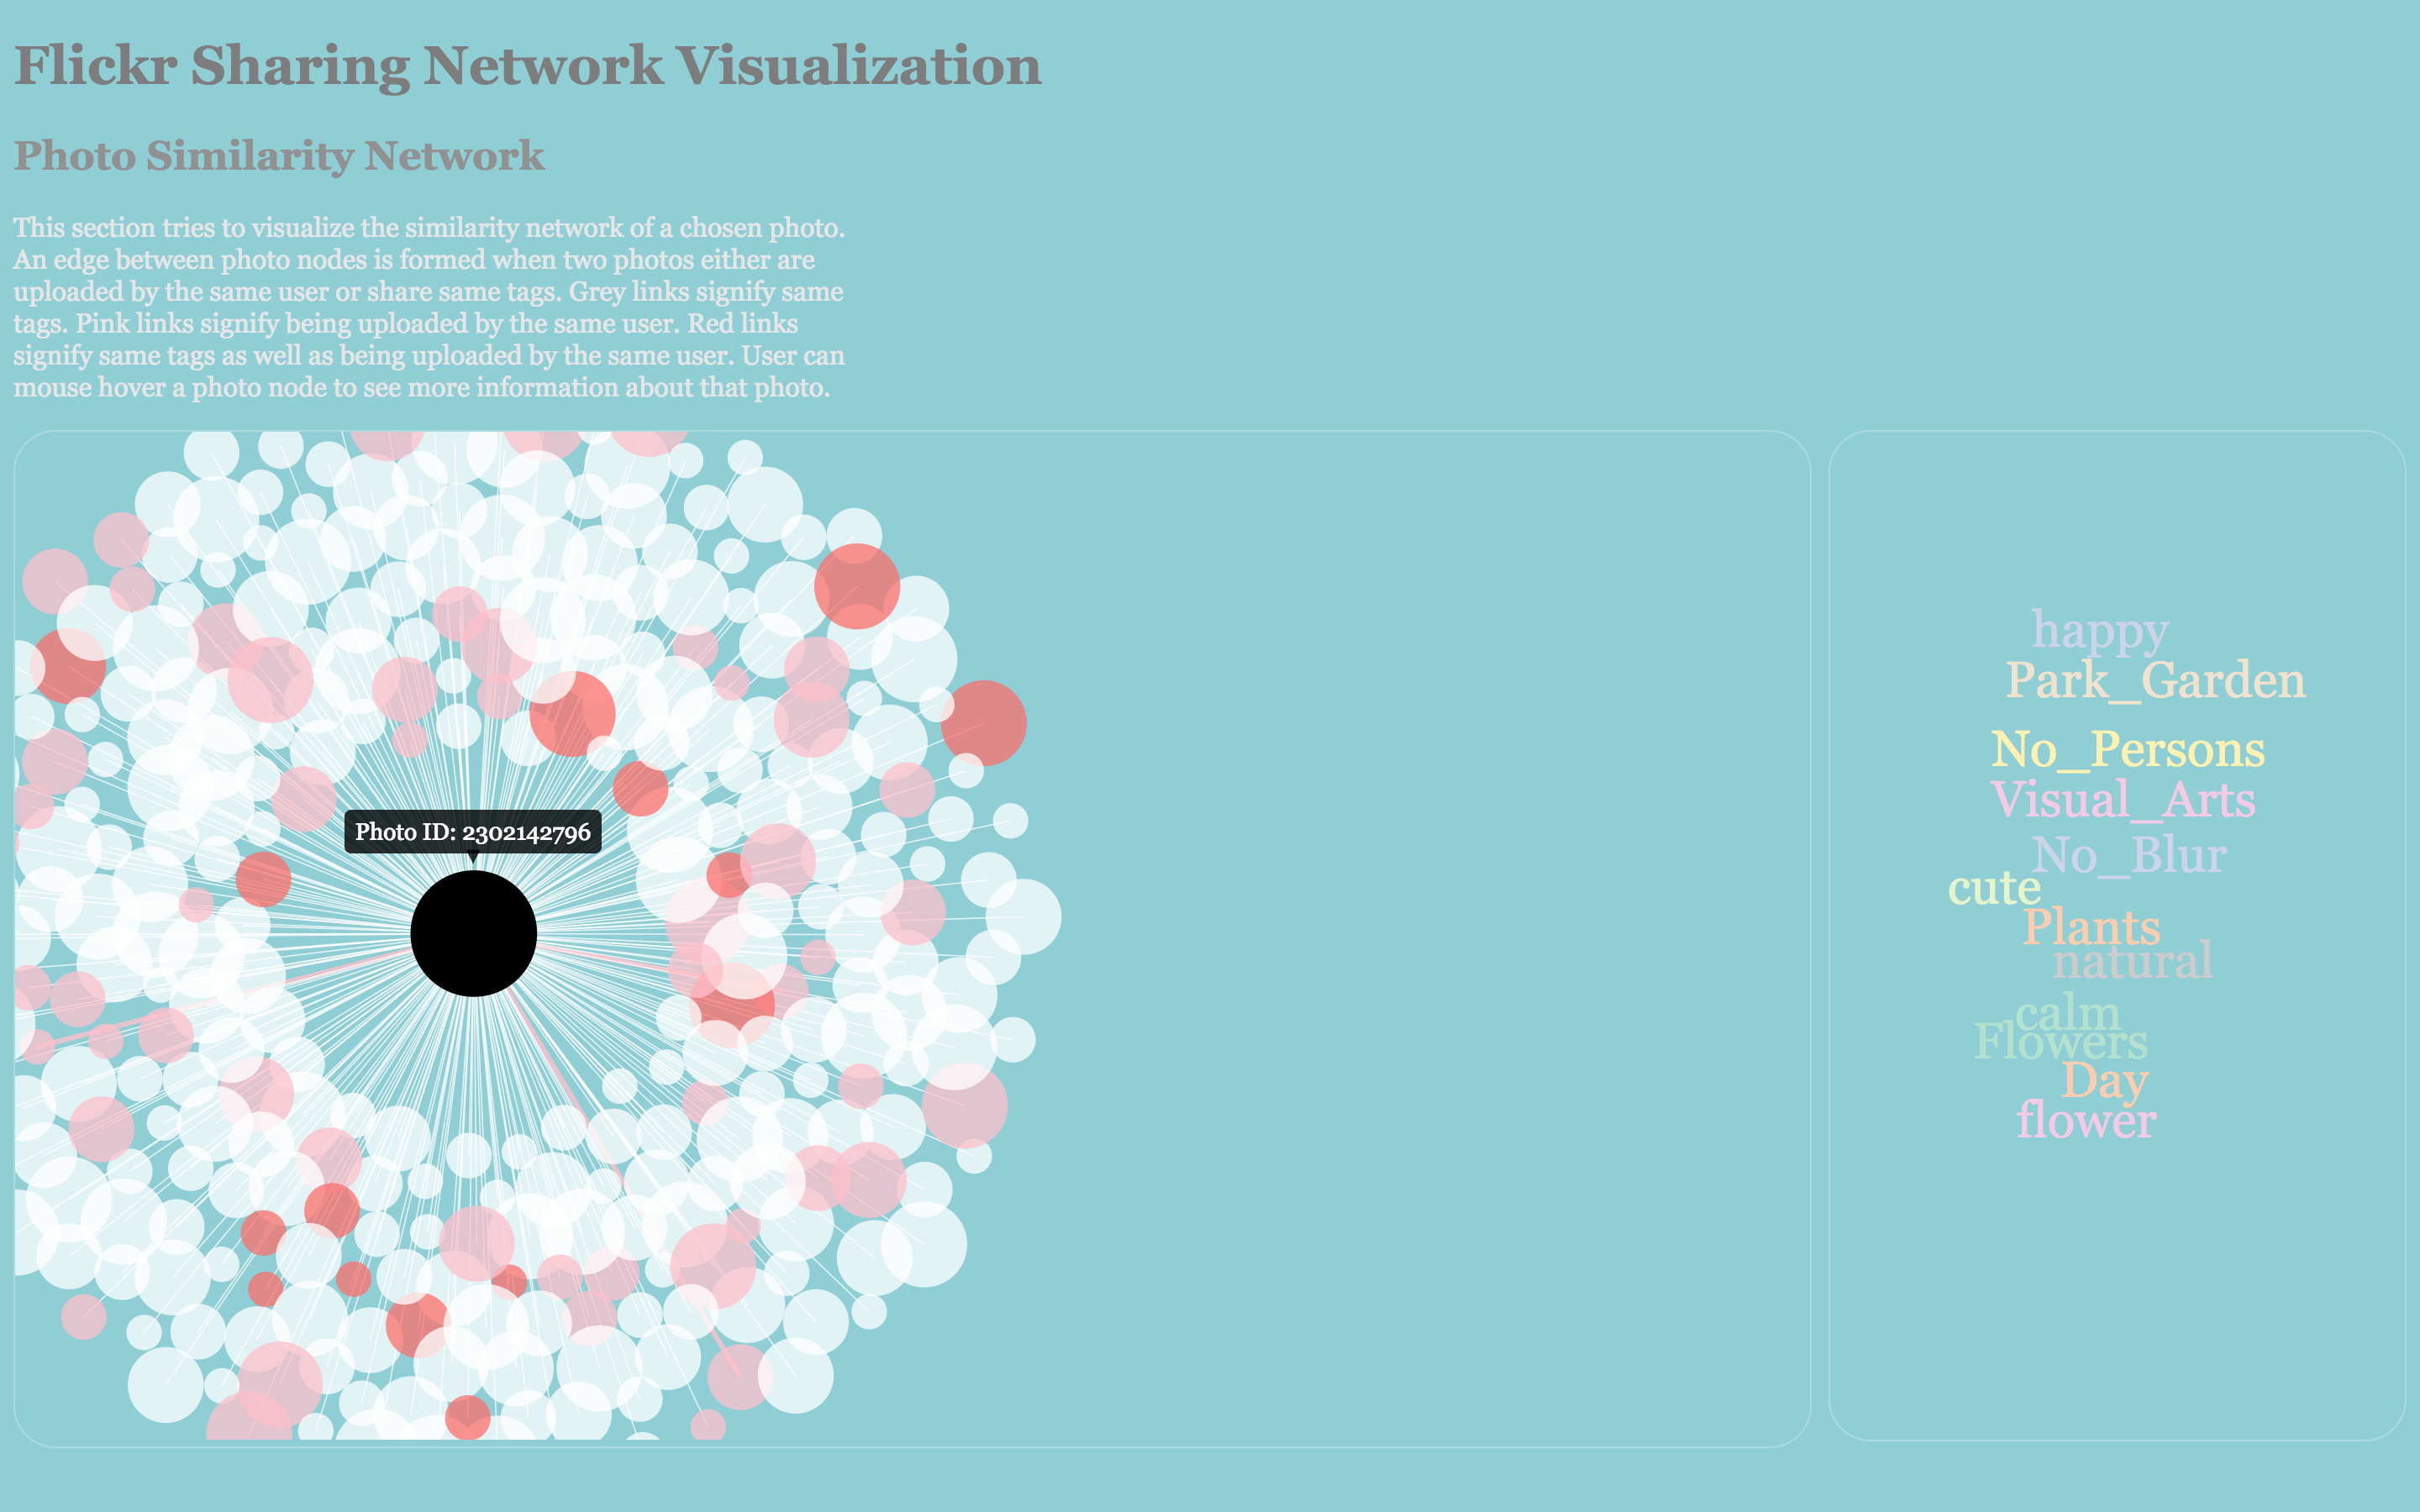 Flickr Sharing Network Visualization
Photo Similarity Network
This section tries to visualize the similarity network of a chosen photo.
An edge between photo nodes is formed when two photos either are
uploaded by the same user or share same tags. Grey links signify same
tags. Pink links signify being uploaded by the same user. Red links
signify same tags as well as being uploaded by the same user. User can
mouse hover a photo node to see more information about that photo.
Photo ID: 2302142796
happy
Park_Garden
No_Persons
Visual_Arts
No_Blur
cute
Plants
natural
calm
Flowers
Day
flower